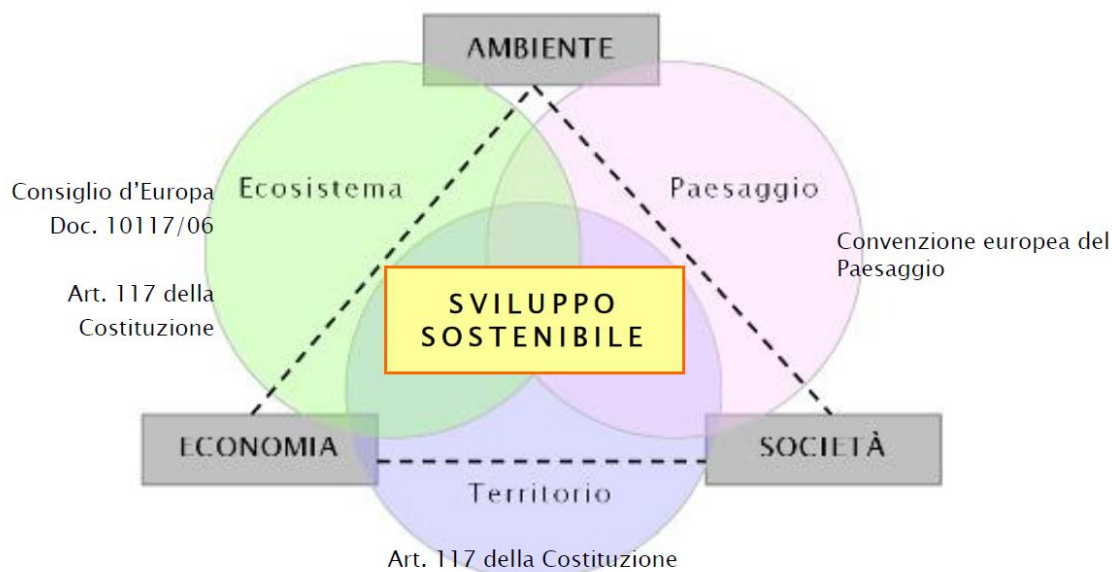 AMBIENTE
Ecosistema
Paesaggio
Consiglio d’Europa
Doc. 10117/06
Convenzione europea del
Paesaggio
Art. 117 della
Costituzione
SVILUPPO
SOSTENIBILE
ECONOMIA
SOCIETÀ
Territorio
Art. 117 della Costituzione